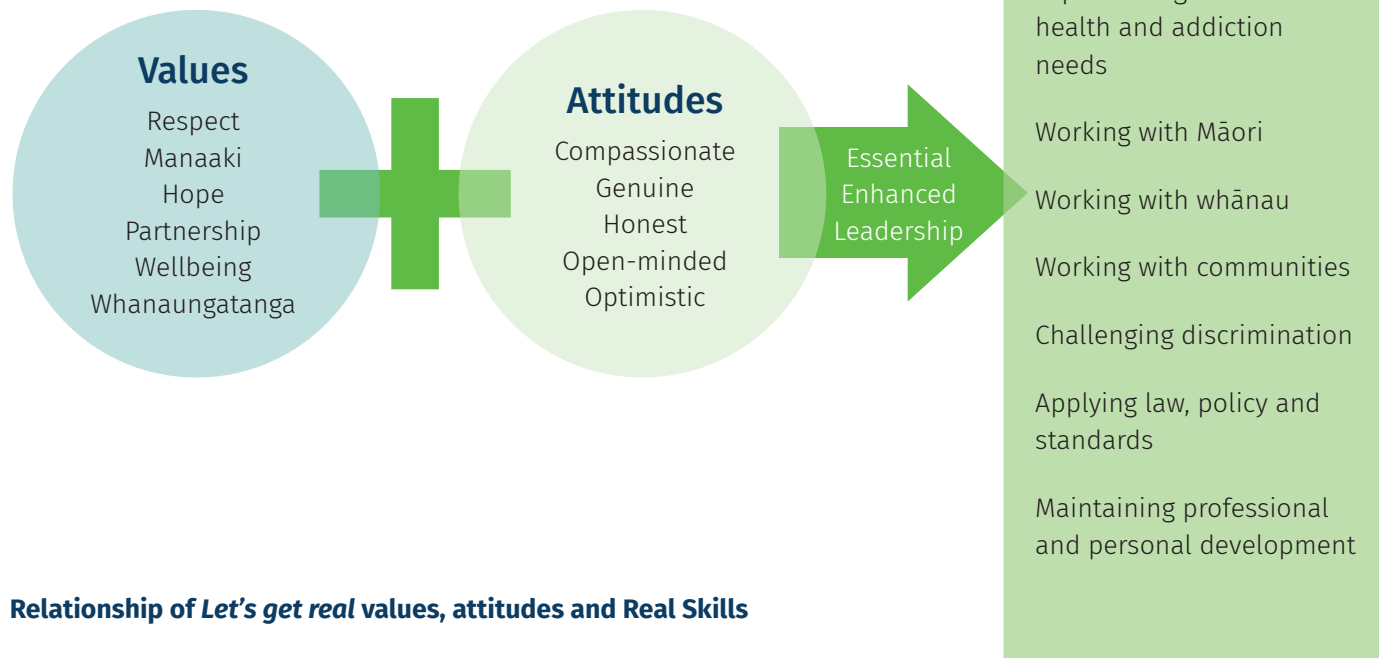 Values
Respect
Manaaki
Hope
Partnership
Wellbeing
Whanaungatanga
Attitudes
Compassionate
Genuine
Honest
Open-minded
Optimistic
Essential
Enhanced
Leadership
health and addiction
needs
Working with Māori
Working with whānau
Working with communities
Challenging discrimination
Applying law, policy and
standards
Maintaining professional
and personal development
Relationship of Let's get real values, attitudes and Real Skills